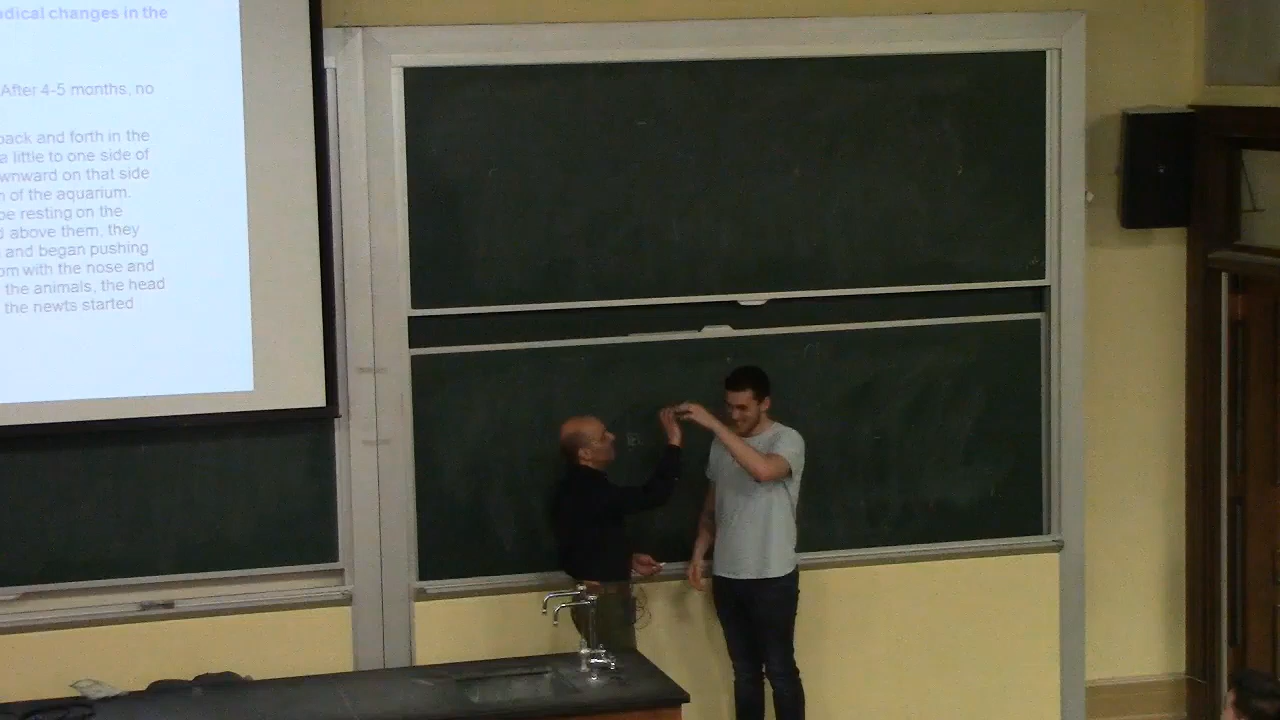 adical changes in the
After 4-5 months, no
back and forth in the
a little to one side of
wnward on that side
of the aquarium.
be resting on the
above them, they
and began pushing
om with the nose and
the animals, the head
the newts started